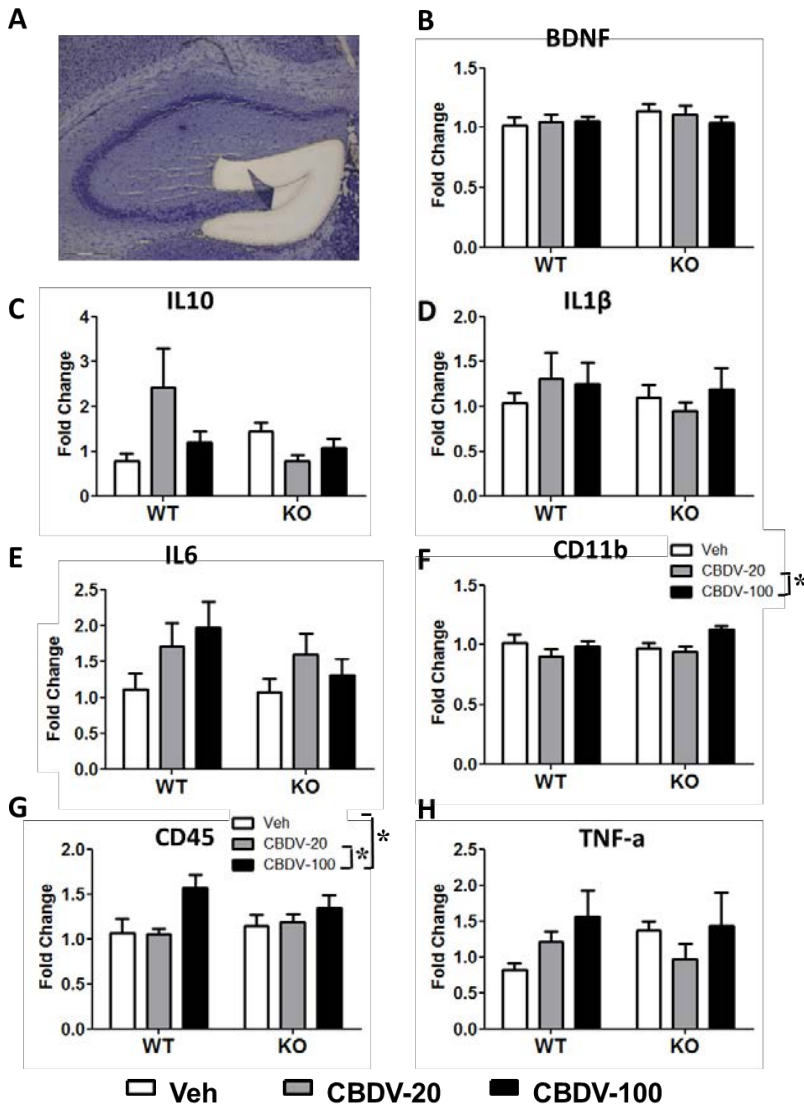 A
B
BDNF
Fold Change
1.5
1.0
0.5
0.0
WT KO
C
IL10
Fold Change
4
3
2
1
0
WT KO
D
IL1β
Fold Change
2.0
1.5
1.0
0.5
0.0
WT KO
E
IL6
Fold Change
2.5
2.0
1.5
1.0
0.5
0.0
WT KO
F
CD11b
Veh
CBDV-20
CBDV-100
*
Fold Change
1.5
1.0
0.5
0.0
WT KO
G
CD45
Veh
CBDV-20
CBDV-100
*
*
Fold Change
2.0
1.5
1.0
0.5
0.0
WT KO
H
TNF-a
Fold Change
2.5
2.0
1.5
1.0
0.5
0.0
WT KO
Veh CBDV-20 CBDV-100